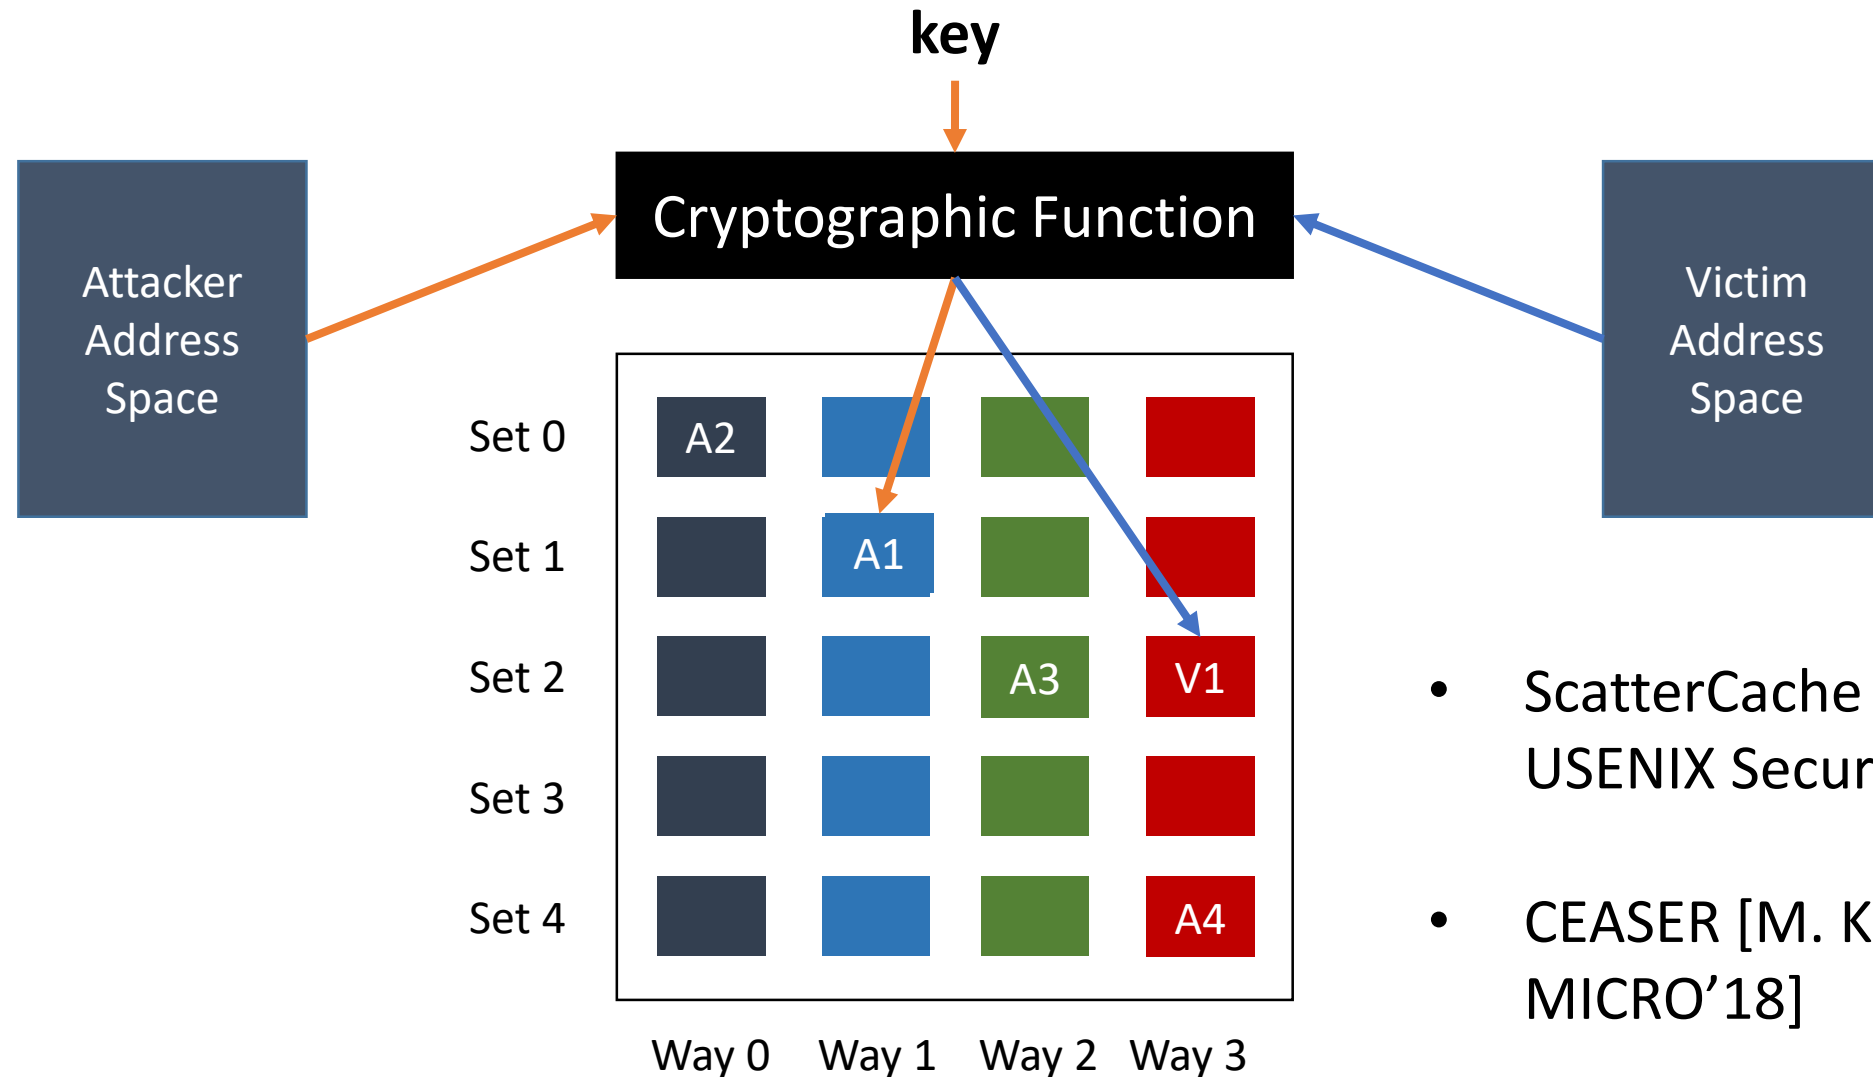 key
Cryptographic Function
Attacker
Address
Space
Victim
Address
Space
Set 0
A2
Set 1
A1
Set 2
A3
V1
Set 3
Set 4
A4
Way 0
Way 1
Way 2
Way 3
• ScatterCache
USENIX
• CEASER [M.
MICRO’18]